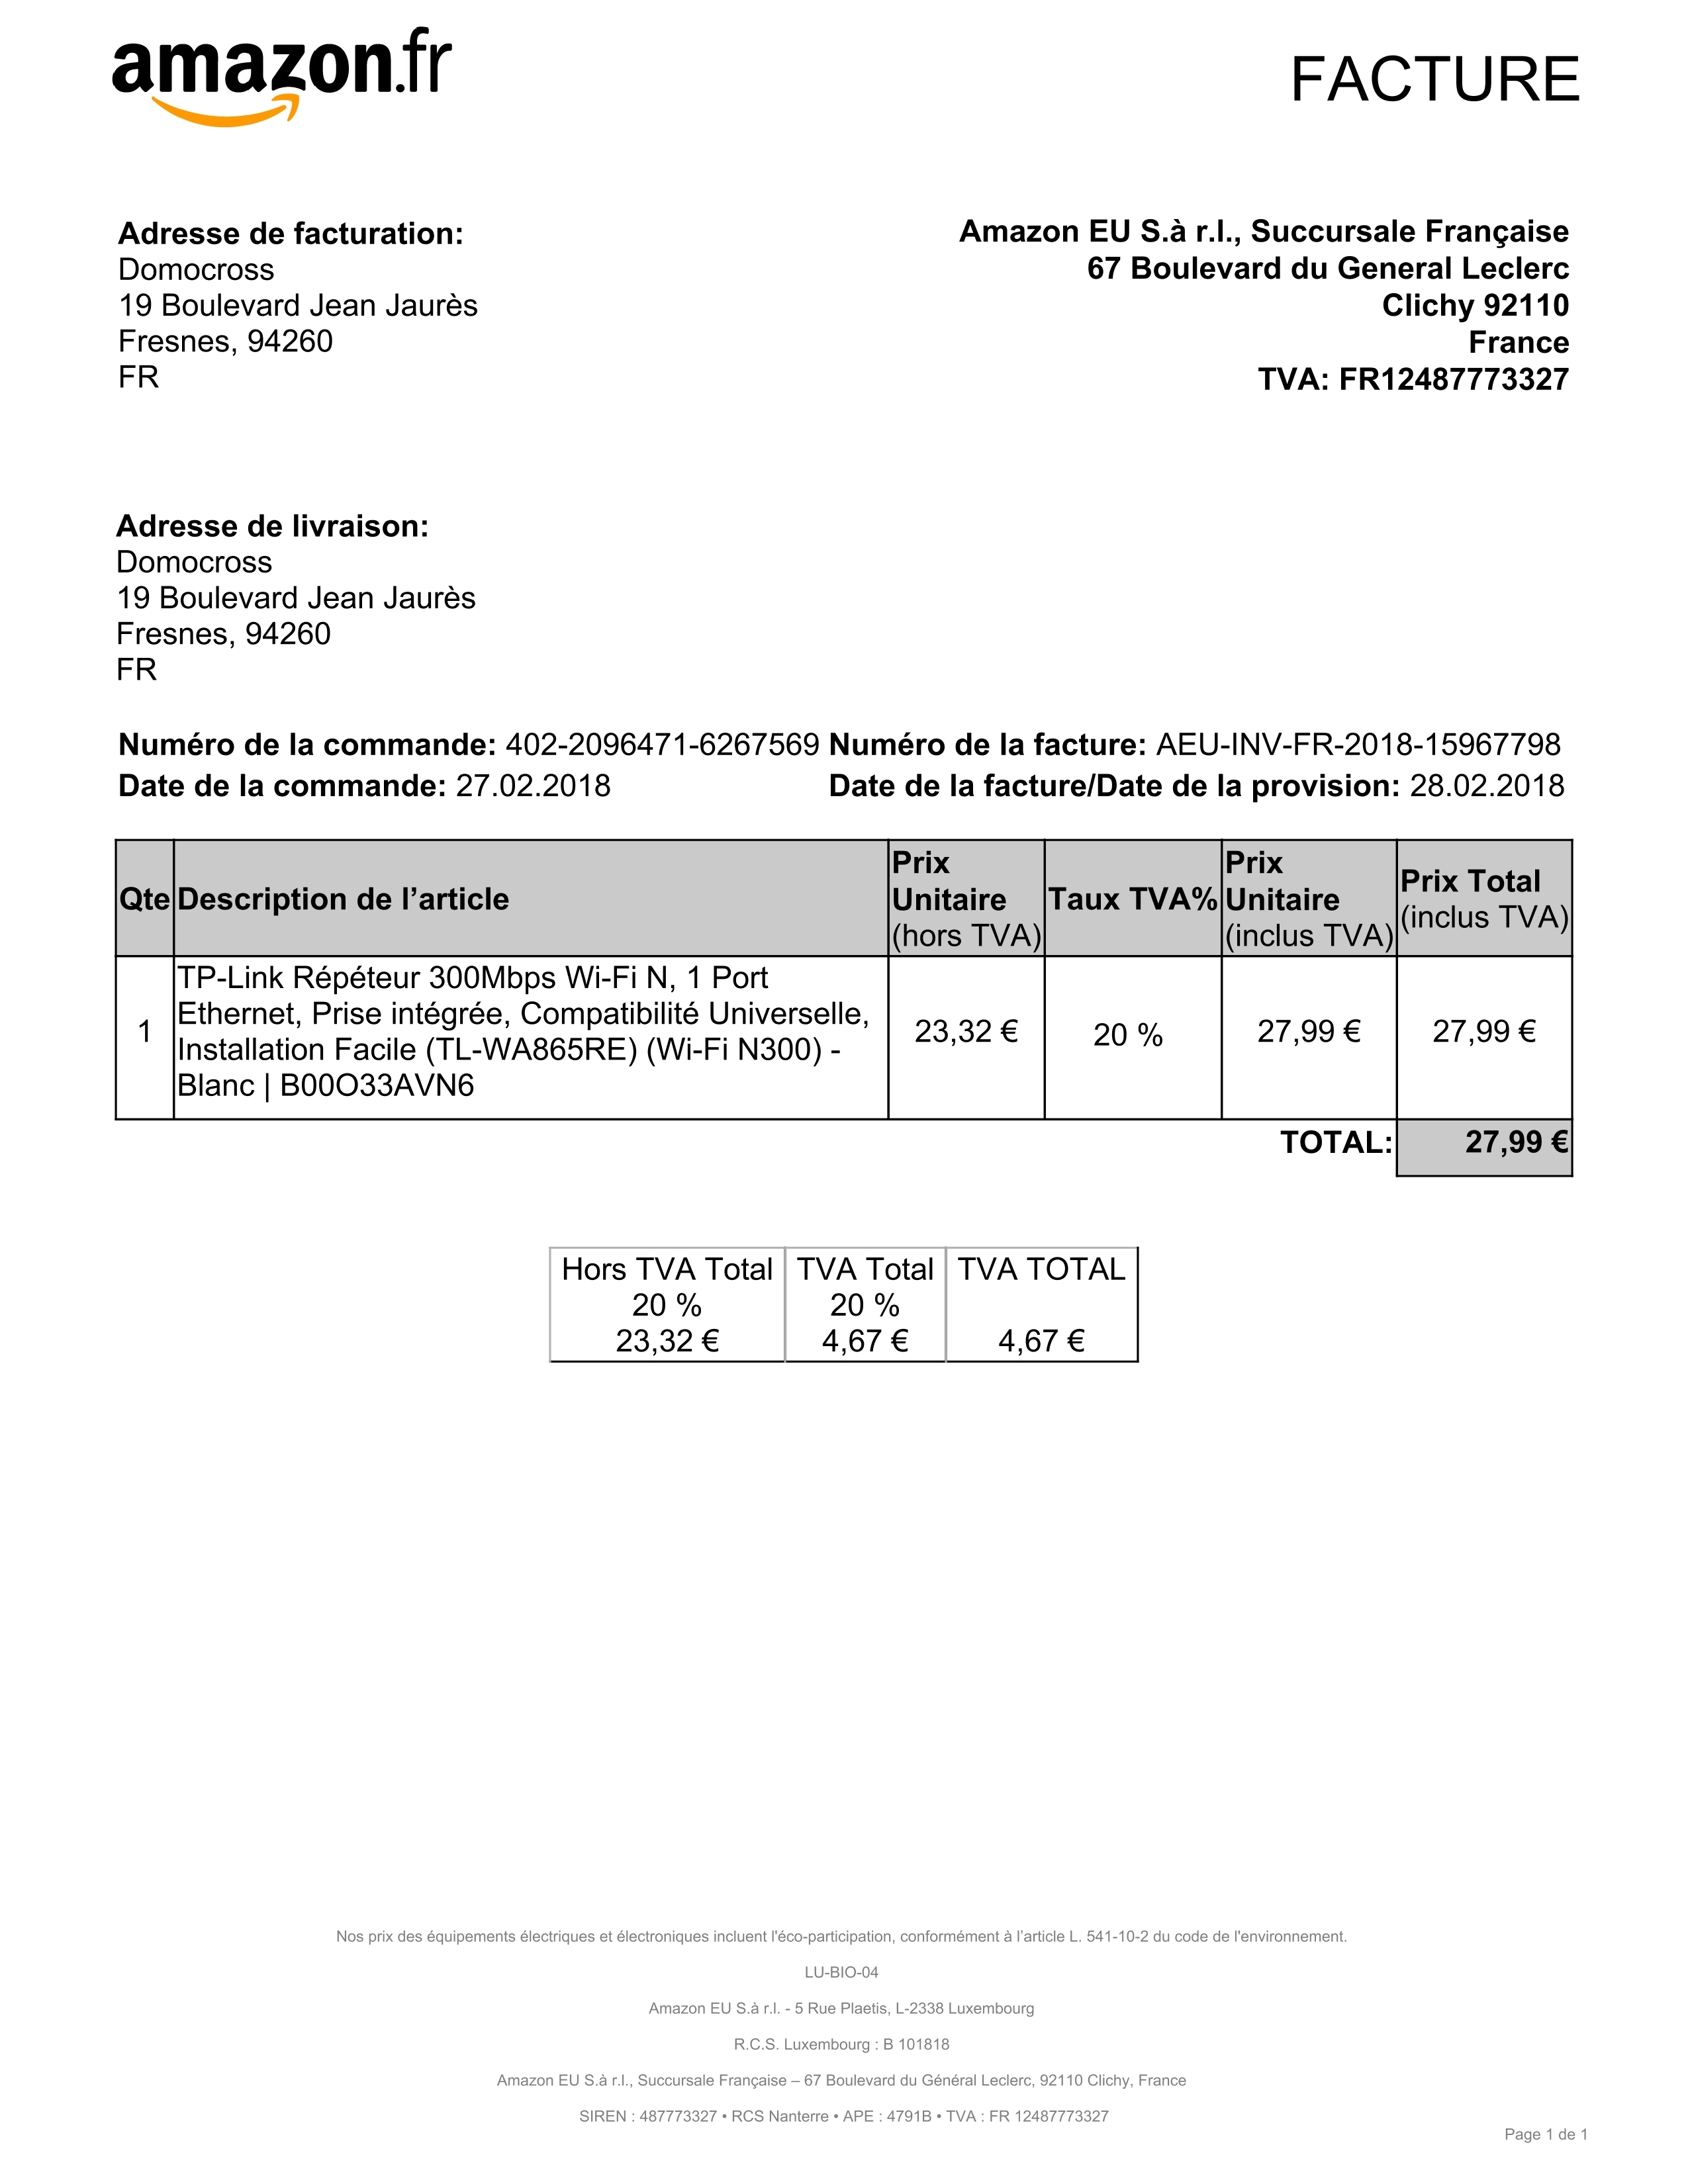 amazon.fr
FACTURE
Adresse de facturation:
Domocross
19 Boulevard Jean Jaurès
Fresnes, 94260
FR
Amazon EU S.à r.l., Succursale Française
67 Boulevard du General Leclerc
Clichy 92110
France
TVA: FR12487773327
Adresse de livraison:
Domocross
19 Boulevard Jean Jaurès
Fresnes, 94260
FR
Numéro de la commande: 402-2096471-6267569 Numéro de la facture: AEU-INV-FR-2018-15967798
Date de la commande: 27.02.2018 Date de la facture/Date de la provision: 28.02.2018
Qte
Description de l’article
Prix
Unitaire
(hors TVA)
Taux TVA%
Prix
Unitaire
(inclus TVA)
Prix Total
(inclus TVA)
1
TP-Link Répéteur 300Mbps Wi-Fi N, 1 Port
Ethernet, Prise intégrée, Compatibilité Universelle,
Installation Facile (TL-WA865RE) (Wi-Fi N300) -
Blanc | B00O33AVN6
23,32 €
20 %
27,99 €
27,99 €
TOTAL: 27,99 €
Hors TVA Total
20 %
23,32 €
TVA Total
20 %
4,67 €
TVA TOTAL
4,67 €
Nos prix des équipements électriques et électroniques incluent l'éco-participation, conformément à l’article L. 541-10-2 du code de l'environnement.
LU-BIO-04
Amazon EU S.à r.l. - 5 Rue Plaetis, L-2338 Luxembourg
R.C.S. Luxembourg : B 101818
Amazon EU S.à r.l., Succursale Française – 67 Boulevard du Général Leclerc, 92110 Clichy, France
SIREN : 487773327 • RCS Nanterre • APE : 4791B • TVA : FR 12487773327
Page 1 de 1